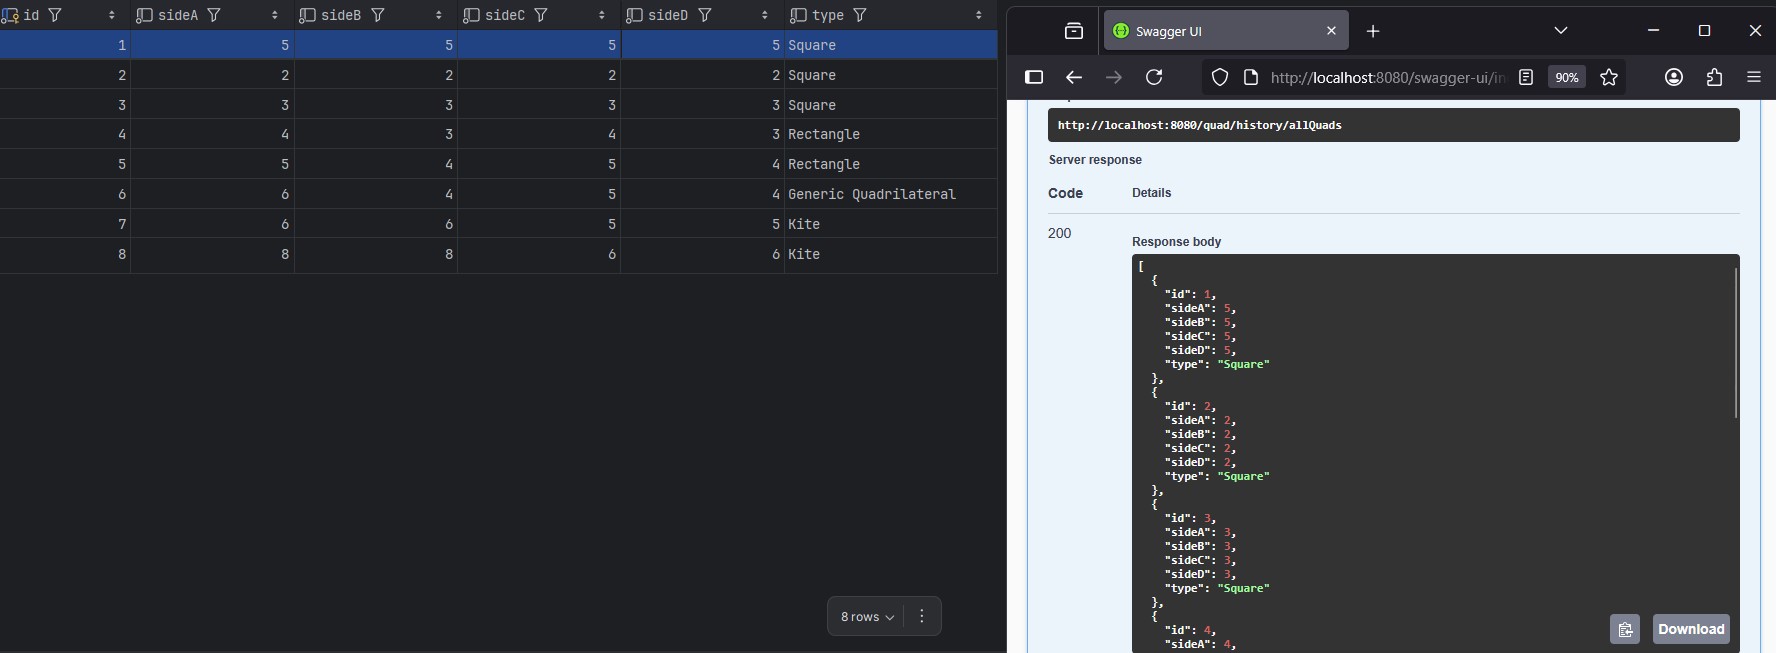 id sideA sideB sideC sideD type
1 5 5 5 5 Square
2 2 2 2 2 Square
3 3 3 3 3 Square
4 4 3 4 3 Rectangle
5 5 4 5 4 Rectangle
6 6 4 5 4 Generic Quadrilateral
7 6 6 5 5 Kite
8 8 8 6 6 Kite
8 rows
Swagger UI
http://localhost:8080/swagger-ui/in
90%
http://localhost:8080/quad/history/allQuads
Server response
Code Details
200
Response body
[
{
"id": 1,
"sideA": 5,
"sideB": 5,
"sideC": 5,
"sideD": 5,
"type": "Square"
},
{
"id": 2,
"sideA": 2,
"sideB": 2,
"sideC": 2,
"sideD": 2,
"type": "Square"
},
{
"id": 3,
"sideA": 3,
"sideB": 3,
"sideC": 3,
"sideD": 3,
"type": "Square"
},
{
"id": 4,
"sideA": 4,
Download